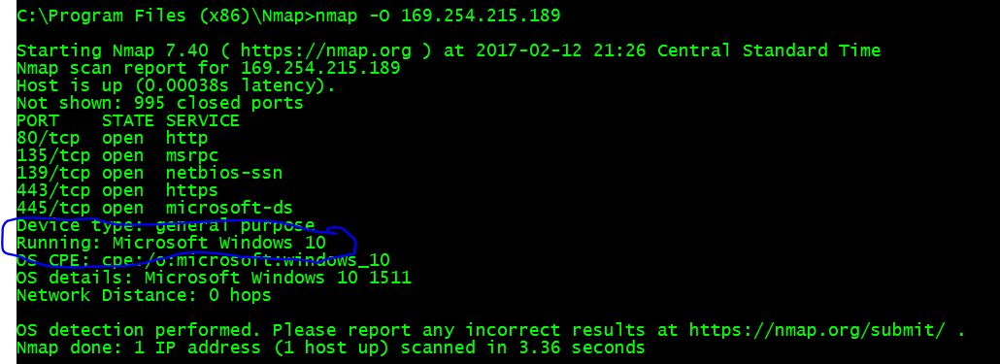 C:\Program Files (x86)\Nmap>nmap -O 169.254.215.189
Starting Nmap 7.40 ( https://nmap.org ) at 2017-02-12 21:26 Central Standard Time
Nmap scan report for 169.254.215.189
Host is up (0.00038s latency).
Not shown: 995 closed ports
PORT    STATE SERVICE
80/tcp  open  http
135/tcp open  msrpc
139/tcp open  netbios-ssn
443/tcp open  https
445/tcp open  microsoft-ds
Device type: general purpose
Running: Microsoft Windows 10
OS CPE: cpe:/o:microsoft:windows_10
OS details: Microsoft Windows 10 1511
Network Distance: 0 hops
OS detection performed. Please report any incorrect results at https://nmap.org/submit/ .
Nmap done: 1 IP address (1 host up) scanned in 3.36 seconds